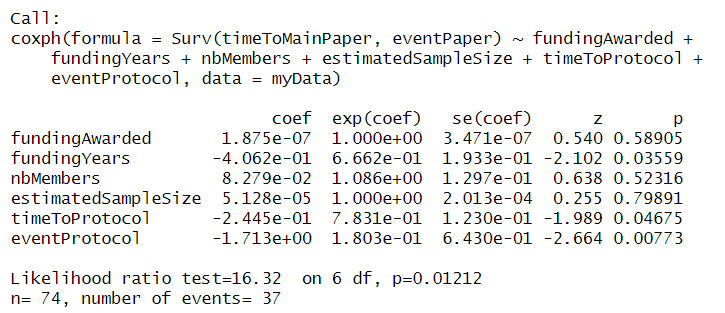 Call:
coxph(formula = Surv(timeToMainPaper, eventPaper) ~ fundingAwarded +
    fundingYears + nbMembers + estimatedSampleSize + timeToProtocol +
    eventProtocol, data = myData)

                          coef  exp(coef)   se(coef)      z       p
fundingAwarded       1.875e-07  1.000e+00  3.471e-07  0.540 0.58905
fundingYears        -4.062e-01  6.662e-01  1.933e-01 -2.102 0.03559
nbMembers            8.279e-02  1.086e+00  1.297e-01  0.638 0.52316
estimatedSampleSize  5.128e-05  1.000e+00  2.013e-04  0.255 0.79891
timeToProtocol      -2.445e-01  7.831e-01  1.230e-01 -1.989 0.04675
eventProtocol       -1.713e+00  1.803e-01  6.430e-01 -2.664 0.00773

Likelihood ratio test=16.32  on 6 df, p=0.01212
n= 74, number of events= 37